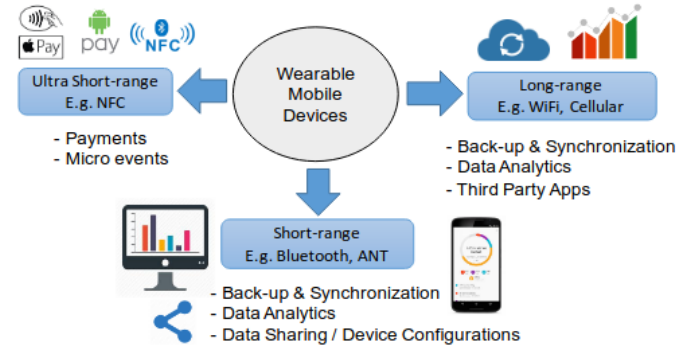 Pay
pay
NFC
Ultra Short-range
E.g. NFC
- Payments
- Micro events
Wearable
Mobile
Devices
Long-range
E.g. WiFi, Cellular
- Back-up & Synchronization
- Data Analytics
- Third Party Apps
Short-range
E.g. Bluetooth, ANT
- Back-up & Synchronization
- Data Analytics
- Data Sharing / Device Configurations